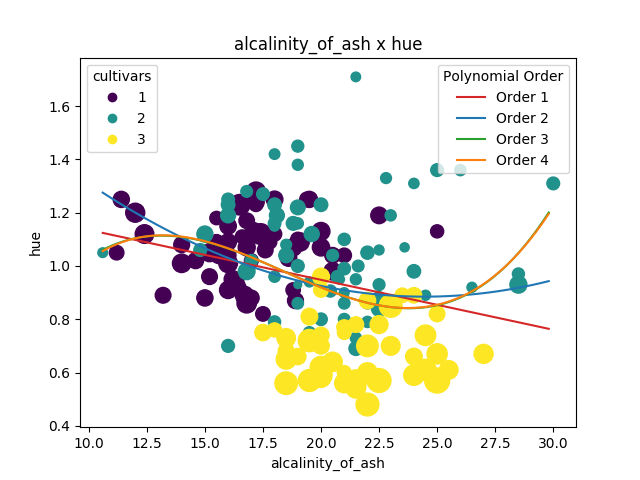 alcalinity_of_ash x hue
cultivars
1
2
3
Polynomial Order
Order 1
Order 2
Order 3
Order 4
hue
1.6
1.4
1.2
1.0
0.8
0.6
0.4
10.0 12.5 15.0 17.5 20.0 22.5 25.0 27.5 30.0
alcalinity_of_ash